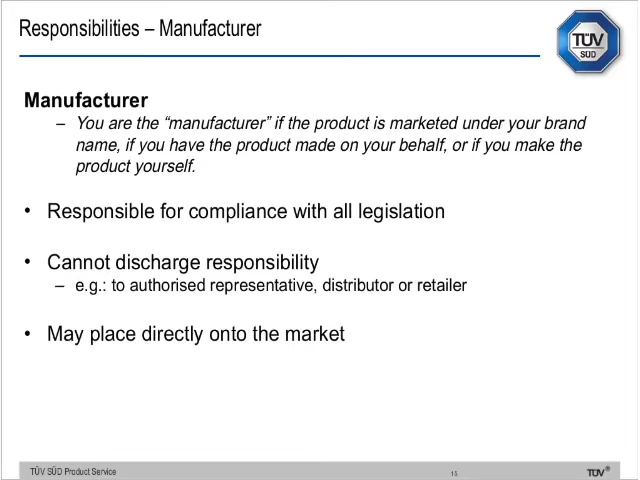 Responsibilities – Manufacturer
TÜV
SÜD
Manufacturer
– You are the “manufacturer” if the product is marketed under your brand
name, if you have the product made on your behalf, or if you make the
product yourself.
• Responsible for compliance with all legislation
• Cannot discharge responsibility
– e.g.: to authorised representative, distributor or retailer
• May place directly onto the market
TÜV SÜD Product Service
TÜV®